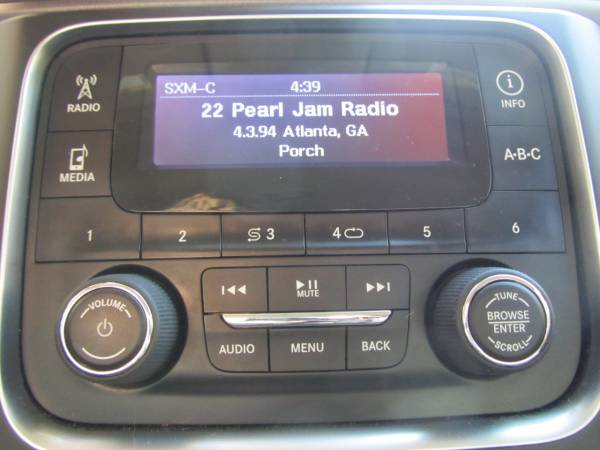 SXM-C 4:39
22 Pearl Jam Radio
4.3.94 Atlanta, GA
Porch
RADIO
MEDIA
INFO
A•B•C
1 2 3 4 5 6
VOLUME
MUTE
AUDIO MENU BACK
TUNE
BROWSE
ENTER
SCROLL